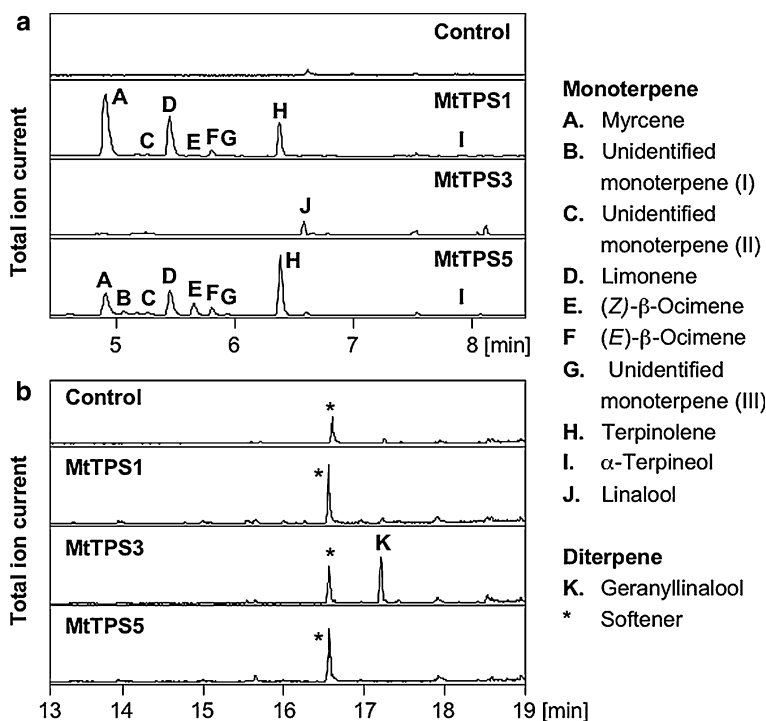 a
Control
MtTPS1
A
C
D
E
F G
H
I
MtTPS3
J
MtTPS5
A
B
C
D
E
F
G
H
I
Total ion current
5 6 7 8 [min]
b
Control
*
MtTPS1
*
MtTPS3
*
K
MtTPS5
*
Total ion current
13 14 15 16 17 18 19 [min]
Monoterpene
A. Myrcene
B. Unidentified
monoterpene (I)
C. Unidentified
monoterpene (II)
D. Limonene
E. (Z)-β-Ocimene
F (E)-β-Ocimene
G. Unidentified
monoterpene (III)
H. Terpinolene
I. α-Terpineol
J. Linalool
Diterpene
K. Geranyllinalool
* Softener